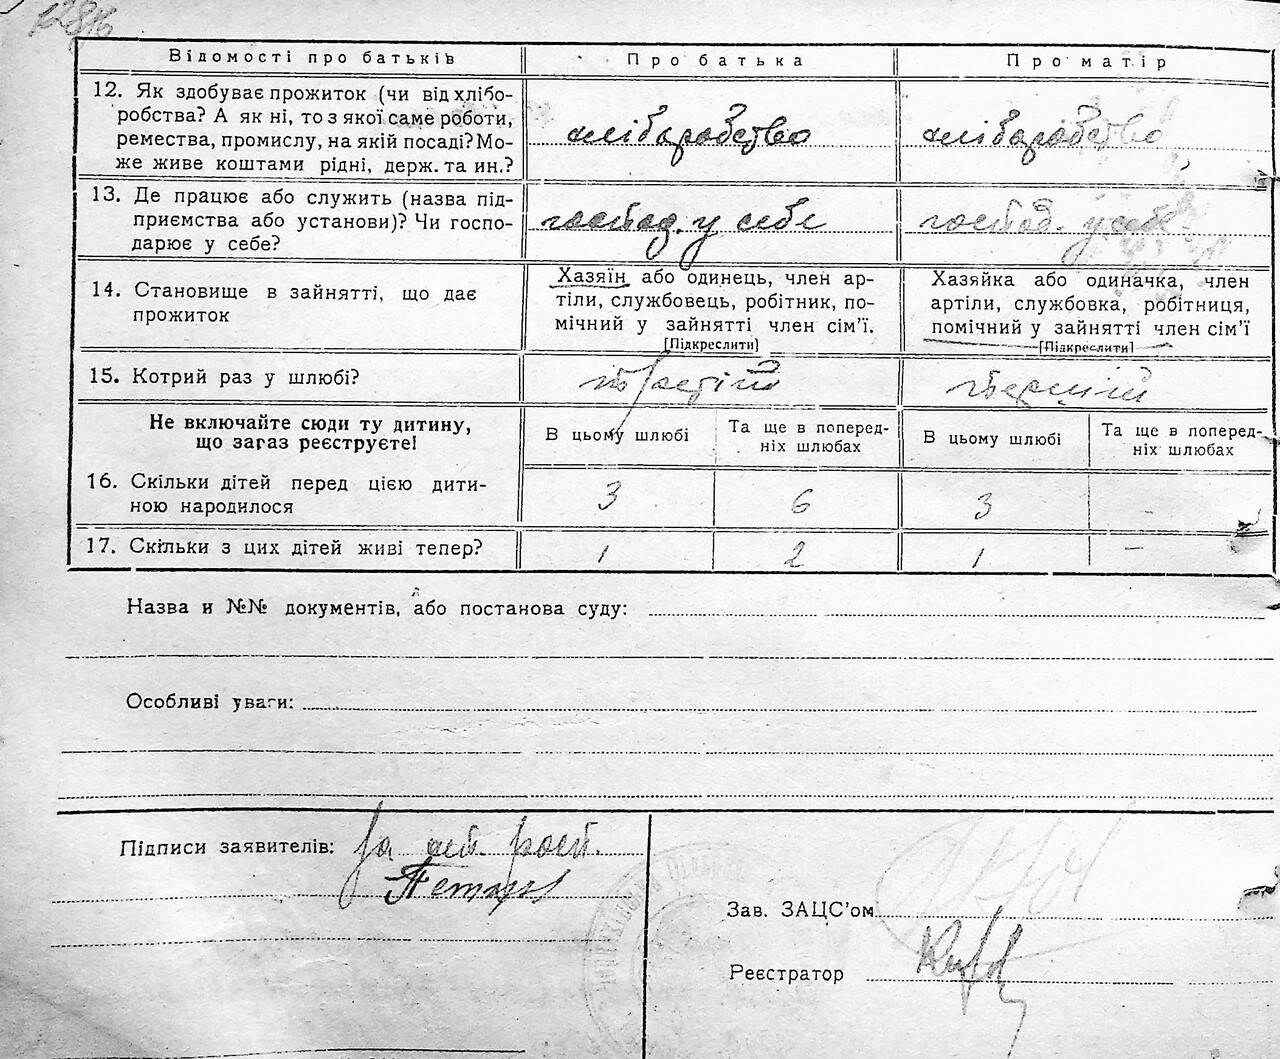 Відомості про батьків
Про батька
Про матір
12. Як здобуває прожиток (чи від хлібо-
робства? А як ні, то з якої саме роботи,
ремества, промислу, на якій посаді? Мо-
же живе коштами рідні, держ. та ин.?
хліборобство
хліборобство
13. Де працює або служить (назва під-
приємства або установи)? Чи госпо-
дарює у себе?
господ. у себе
господ. у себе
14. Становище в зайнятті, що дає
прожиток
Хазяїн або одинець, член ар-
тіли, службовець, робітник, по-
мічний у зайнятті член сім'ї.
[Підкреслити]
Хазяйка або одиначка, член
артіли, службовка, робітниця,
помічний у зайнятті член сім'ї
[Підкреслити]
15. Котрий раз у шлюбі?
третій
Не включайте сюди ту дитину,
що загаз реєструєте!
В цьому шлюбі
Та ще в поперед-
ніх шлюбах
В цьому шлюбі
Та ще в поперед-
ніх шлюбах
16. Скільки дітей перед цією дити-
ною народилося
3
6
3
-
17. Скільки з цих дітей живі тепер?
1
2
1
-
Назва и №№ документів, або постанова суду:
Особливі уваги:
Підписи заявителів:
Зав. ЗАЦС'ом
Реєстратор